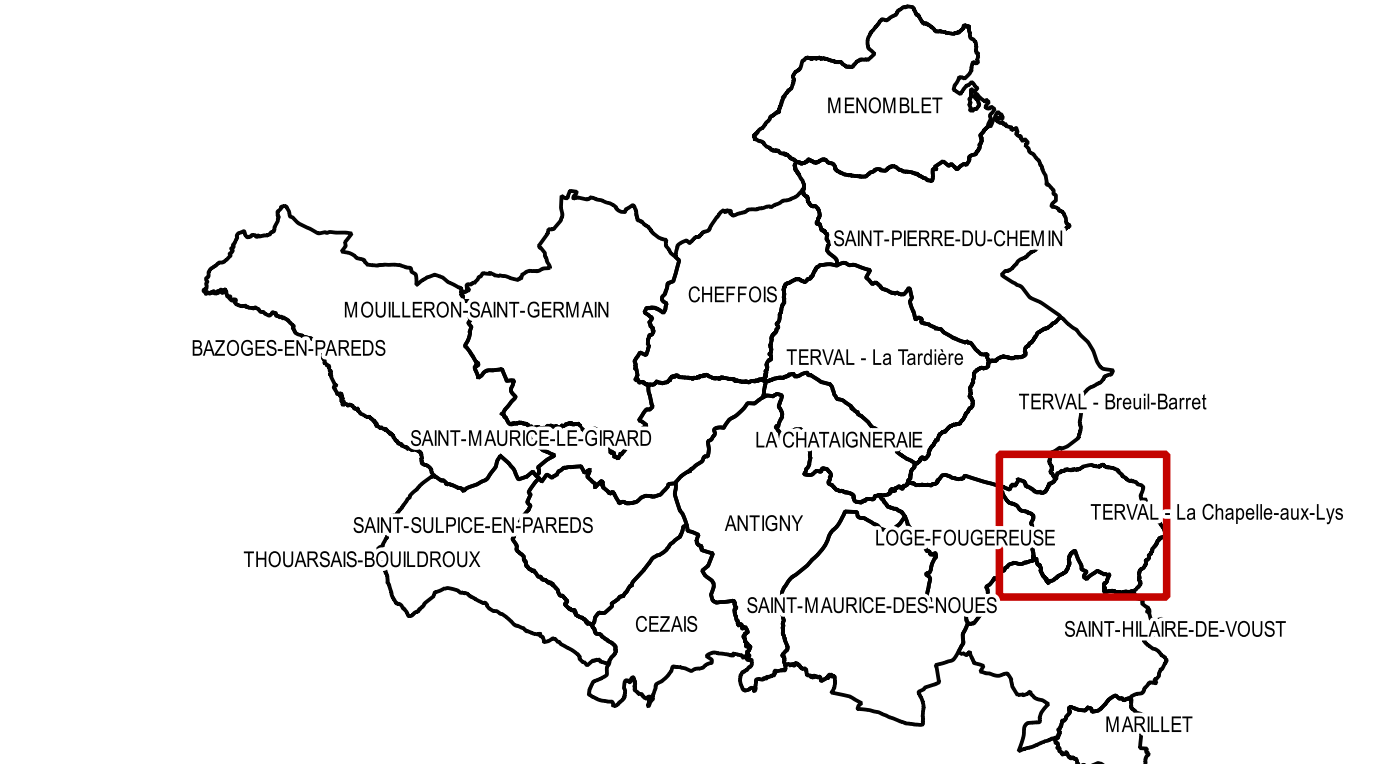 MENOMBLET
SAINT-PIERRE-DU-CHEMIN
CHEFFOIS
MOUILLERON-SAINT-GERMAIN
BAZOGES-EN-PAREDS
TERVAL - La Tardière
TERVAL - Breuil-Barret
SAINT-MAURICE-LE-GIRARD
LA CHATAIGNERAIE
TERVAL - La Chapelle-aux-Lys
SAINT-SULPICE-EN-PAREDS
ANTIGNY
LOGE-FOUGEREUSE
THOUARSAIS-BOUILDROUX
SAINT-MAURICE-DES-NOUES
CEZAIS
SAINT-HILAIRE-DE-VOUST
MARILLET